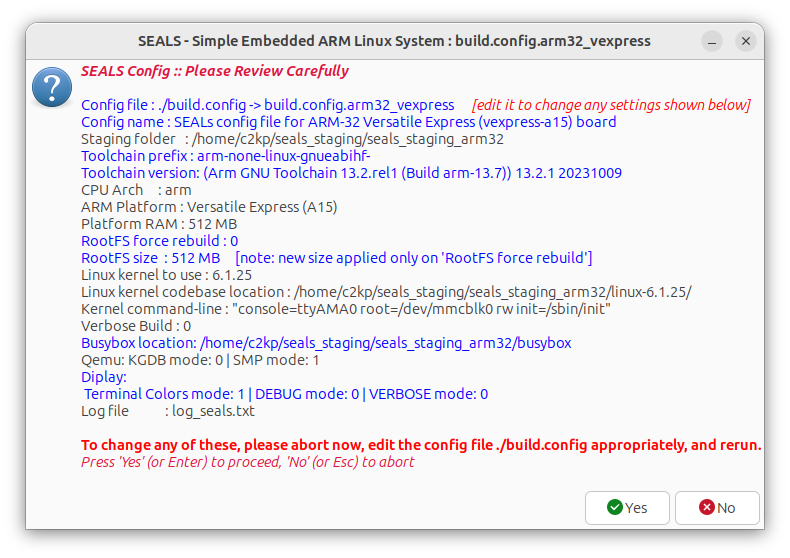 SEALS - Simple Embedded ARM Linux System : build.config.arm32_vexpress
SEALS Config :: Please Review Carefully
Config file : ./build.config -> build.config.arm32_vexpress [edit it to change any settings shown below]
Config name : SEALs config file for ARM-32 Versatile Express (vexpress-a15) board
Staging folder : /home/c2kp/seals_staging/seals_staging_arm32
Toolchain prefix : arm-none-linux-gnueabihf-
Toolchain version: (Arm GNU Toolchain 13.2.rel1 (Build arm-13.7)) 13.2.1 20231009
CPU Arch : arm
ARM Platform : Versatile Express (A15)
Platform RAM : 512 MB
RootFS force rebuild : 0
RootFS size : 512 MB [note: new size applied only on 'RootFS force rebuild']
Linux kernel to use : 6.1.25
Linux kernel codebase location : /home/c2kp/seals_staging/seals_staging_arm32/linux-6.1.25/
Kernel command-line : "console=ttyAMA0 root=/dev/mmcblk0 rw init=/sbin/init"
Verbose Build : 0
Busybox location: /home/c2kp/seals_staging/seals_staging_arm32/busybox
Qemu: KGDB mode: 0 | SMP mode: 1
Diplay:
Terminal Colors mode: 1 | DEBUG mode: 0 | VERBOSE mode: 0
Log file : log_seals.txt
To change any of these, please abort now, edit the config file ./build.config appropriately, and rerun.
Press 'Yes' (or Enter) to proceed, 'No' (or Esc) to abort
Yes No